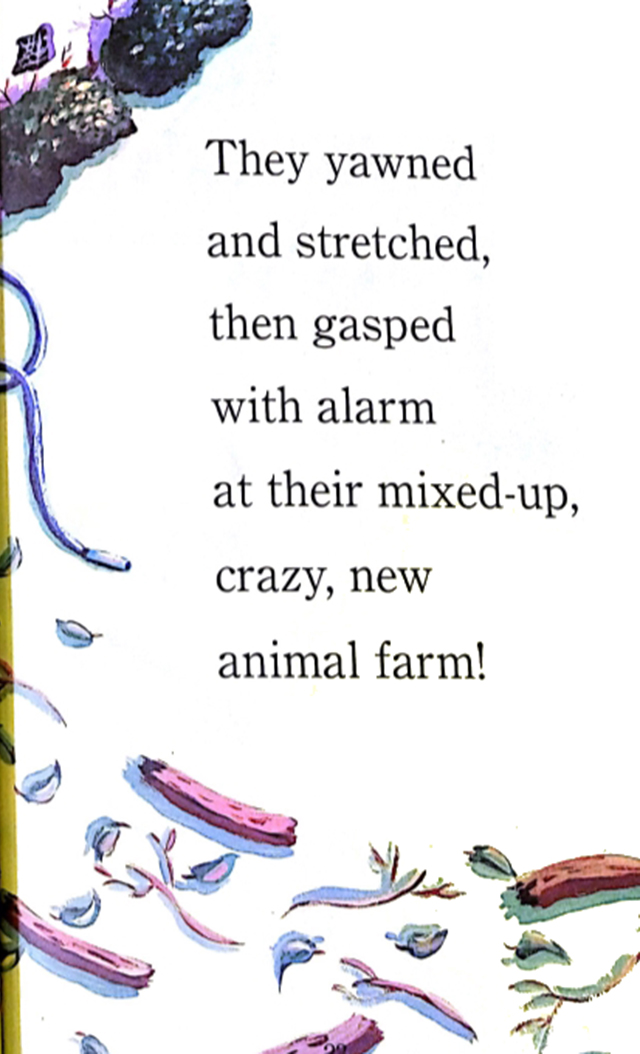 They yawned
and stretched,
then gasped
with alarm
at their mixed-up,
crazy, new
animal farm!